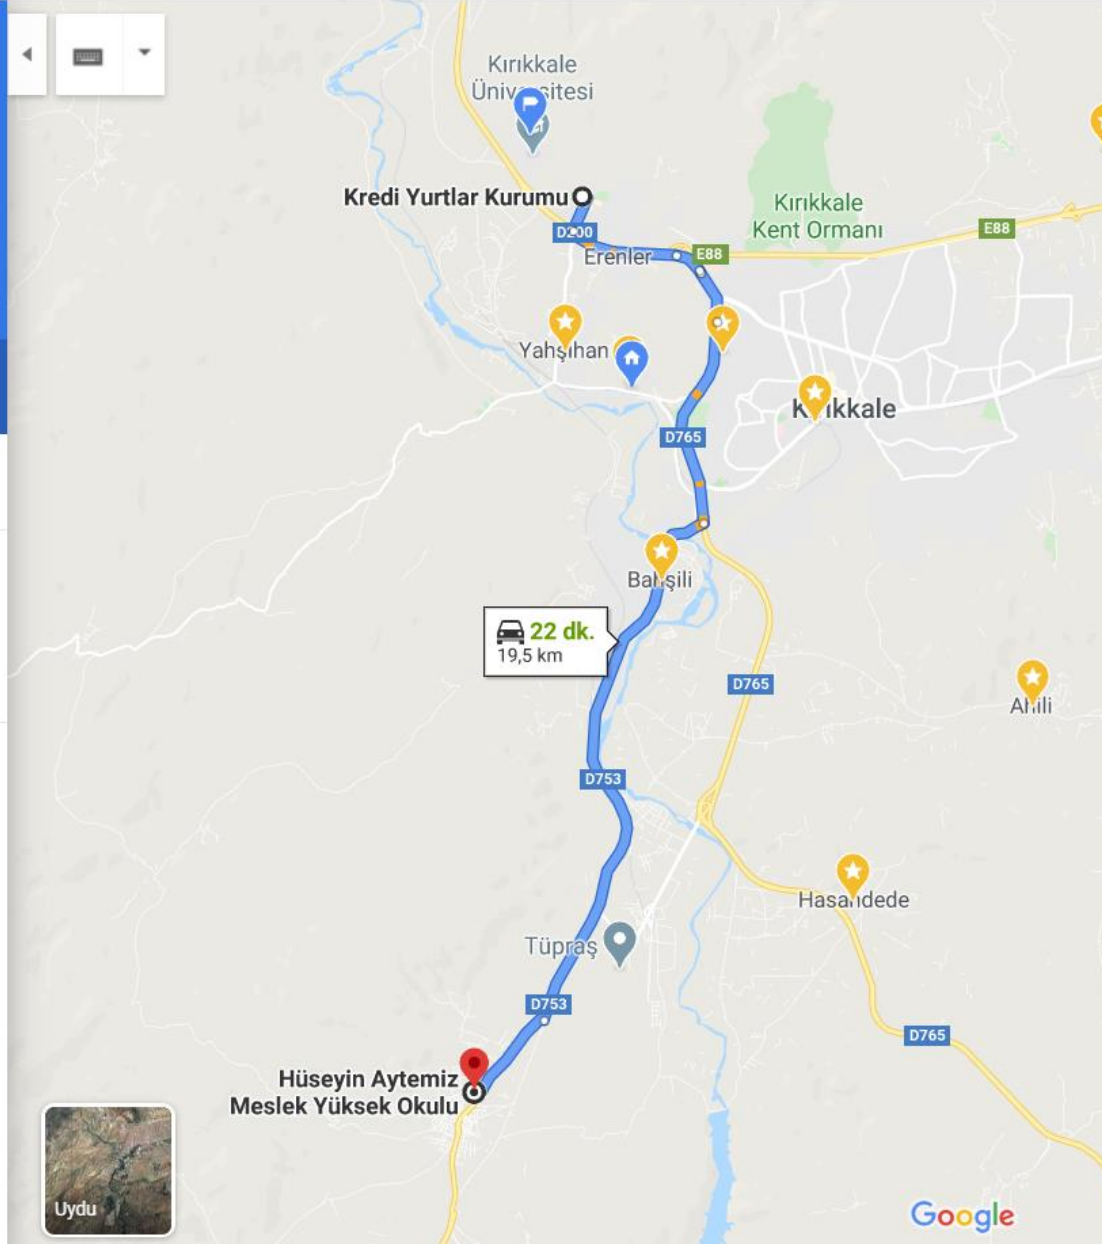 Kırıkkale
Üniversitesi
Kredi Yurtlar Kurumu
D200
Erenler
E88
Kırıkkale
Kent Ormanı
E88
Yahşihan
Kırıkkale
D765
Bahşili
22 dk.
19,5 km
D765
Ahili
D753
Hasandede
Tüpraş
D753
D765
Hüseyin Aytemiz
Meslek Yüksek Okulu
Uydu
Google